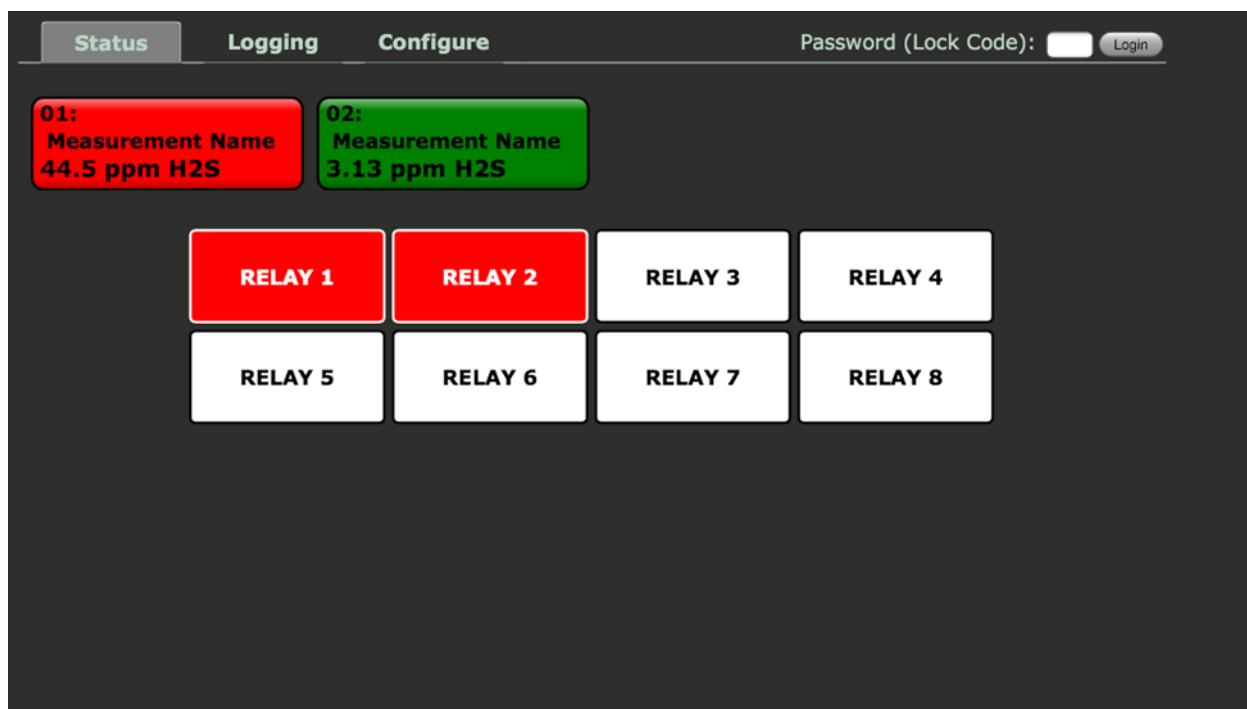 Status Logging Configure Password (Lock Code): Login
01:
Measurement Name
44.5 ppm H2S
02:
Measurement Name
3.13 ppm H2S
RELAY 1 RELAY 2 RELAY 3 RELAY 4
RELAY 5 RELAY 6 RELAY 7 RELAY 8